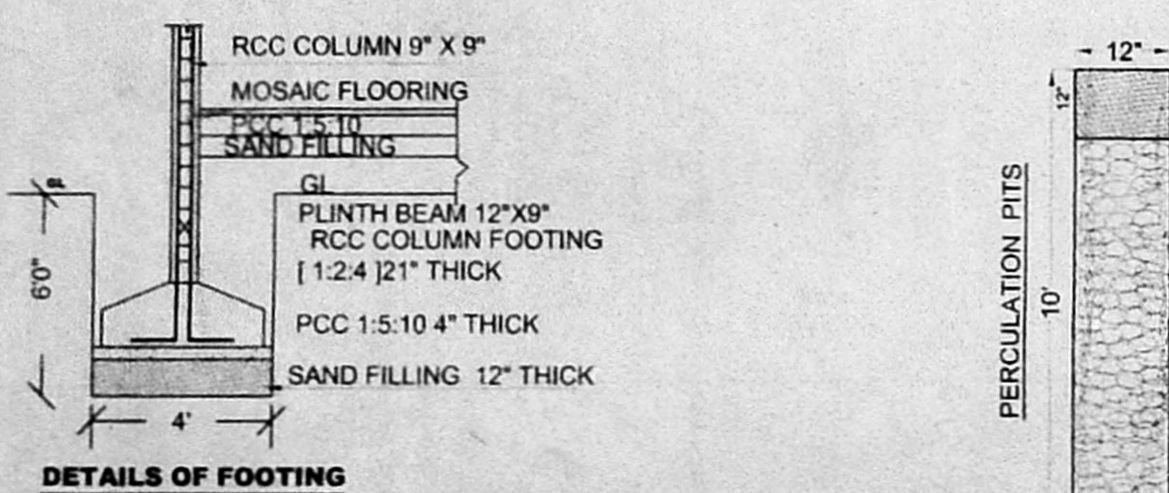 RCC COLUMN 9" X 9"
MOSAIC FLOORING
PCC 1:5:10
SAND FILLING
GL
GL
PLINTH BEAM 12"X9"
RCC COLUMN FOOTING
[ 1:2:4 ]21" THICK
6'0"
PCC 1:5:10 4" THICK
SAND FILLING 12" THICK
4'
DETAILS OF FOOTING
12"
12"
PERCULATION PITS
10'